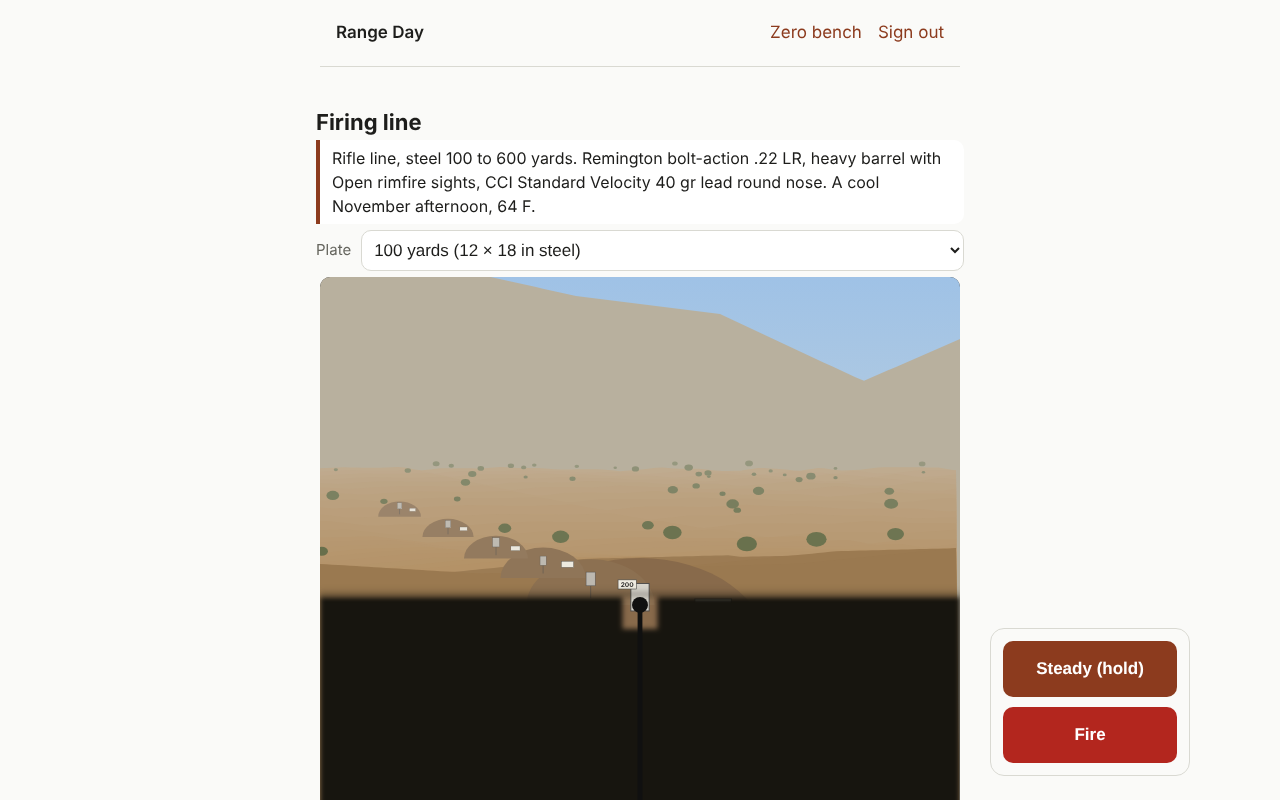 Range Day
Zero bench
Sign out
Firing line
Rifle line, steel 100 to 600 yards. Remington bolt-action .22 LR, heavy barrel with
Open rimfire sights, CCI Standard Velocity 40 gr lead round nose. A cool
November afternoon, 64 F.
Plate
100 yards (12 × 18 in steel)
200
Steady (hold)
Fire